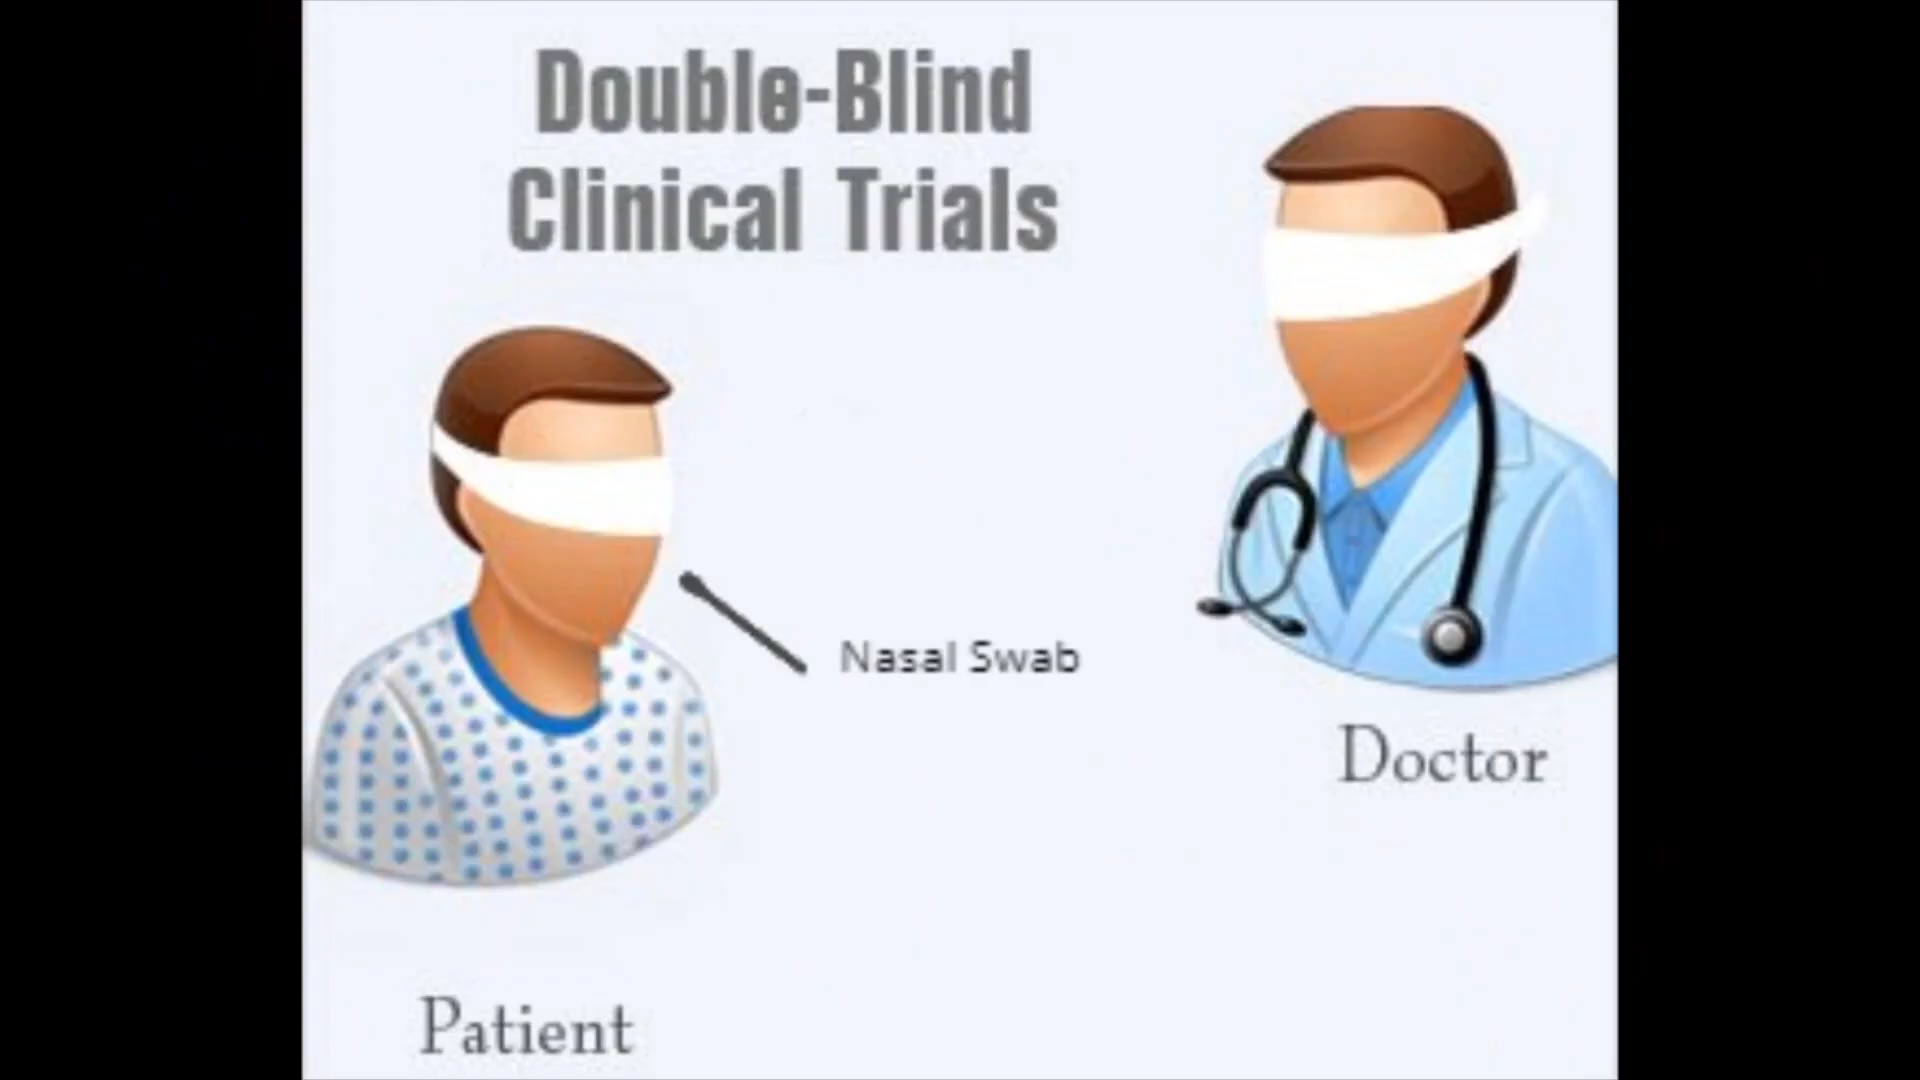 Double-Blind
Clinical Trials
Nasal Swab
Doctor
Patient